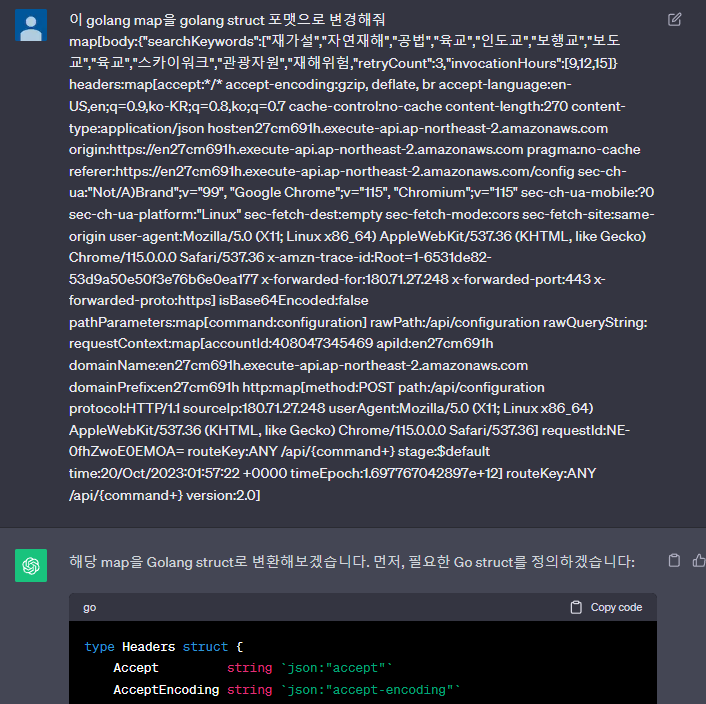 이 golang map을 golang struct 포맷으로 변경해줘
map[body:{"searchKeywords":["재가설","자연재해","공법","육교","인도교","보행교","보도
교","육교","스카이워크","관광자원","재해위험,"retryCount":3,"invocationHours":[9,12,15]}
headers:map[accept:*/* accept-encoding:gzip, deflate, br accept-language:en-
US,en;q=0.9,ko-KR;q=0.8,ko;q=0.7 cache-control:no-cache content-length:270 content-
type:application/json host:en27cm691h.execute-api.ap-northeast-2.amazonaws.com
origin:https://en27cm691h.execute-api.ap-northeast-2.amazonaws.com pragma:no-cache
referer:https://en27cm691h.execute-api.ap-northeast-2.amazonaws.com/config sec-ch-
ua:"Not/A)Brand";v="99", "Google Chrome";v="115", "Chromium";v="115" sec-ch-ua-mobile:?0
sec-ch-ua-platform:"Linux" sec-fetch-dest:empty sec-fetch-mode:cors sec-fetch-site:same-
origin user-agent:Mozilla/5.0 (X11; Linux x86_64) AppleWebKit/537.36 (KHTML, like Gecko)
Chrome/115.0.0.0 Safari/537.36 x-amzn-trace-id:Root=1-6531de82-
53d9a50e50f3e76b6e0ea177 x-forwarded-for:180.71.27.248 x-forwarded-port:443 x-
forwarded-proto:https] isBase64Encoded:false
pathParameters:map[command:configuration] rawPath:/api/configuration rawQueryString:
requestContext:map[accountId:408047345469 apiId:en27cm691h
domainName:en27cm691h.execute-api.ap-northeast-2.amazonaws.com
domainPrefix:en27cm691h http:map[method:POST path:/api/configuration
protocol:HTTP/1.1 sourceIp:180.71.27.248 userAgent:Mozilla/5.0 (X11; Linux x86_64)
AppleWebKit/537.36 (KHTML, like Gecko) Chrome/115.0.0.0 Safari/537.36] requestId:NE-
0fhZwoE0EMOA= routeKey:ANY /api/{command+} stage:$default
time:20/Oct/2023:01:57:22 +0000 timeEpoch:1.697767042897e+12] routeKey:ANY
/api/{command+} version:2.0]
해당 map을 Golang struct로 변환해보겠습니다. 먼저, 필요한 Go struct를 정의하겠습니다:
go Copy code
type Headers struct {
Accept string `json:"accept"`
AcceptEncoding string `json:"accept-encoding"`